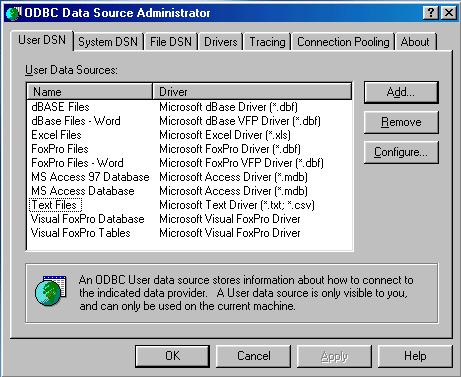 ODBC Data Source Administrator
User DSN System DSN File DSN Drivers Tracing Connection Pooling About
User Data Sources:
Name Driver
dBASE Files Microsoft dBase Driver (*.dbf)
dBase Files - Word Microsoft dBase VFP Driver (*.dbf)
Excel Files Microsoft Excel Driver (*.xls)
FoxPro Files Microsoft FoxPro Driver (*.dbf)
FoxPro Files - Word Microsoft FoxPro VFP Driver (*.dbf)
MS Access 97 Database Microsoft Access Driver (*.mdb)
MS Access Database Microsoft Access Driver (*.mdb)
Text Files Microsoft Text Driver (*.txt; *.csv)
Visual FoxPro Database Microsoft Visual FoxPro Driver
Visual FoxPro Tables Microsoft Visual FoxPro Driver
Add...
Remove
Configure...
An ODBC User data source stores information about how to connect to
the indicated data provider. A User data source is only visible to you,
and can only be used on the current machine.
OK Cancel Apply Help